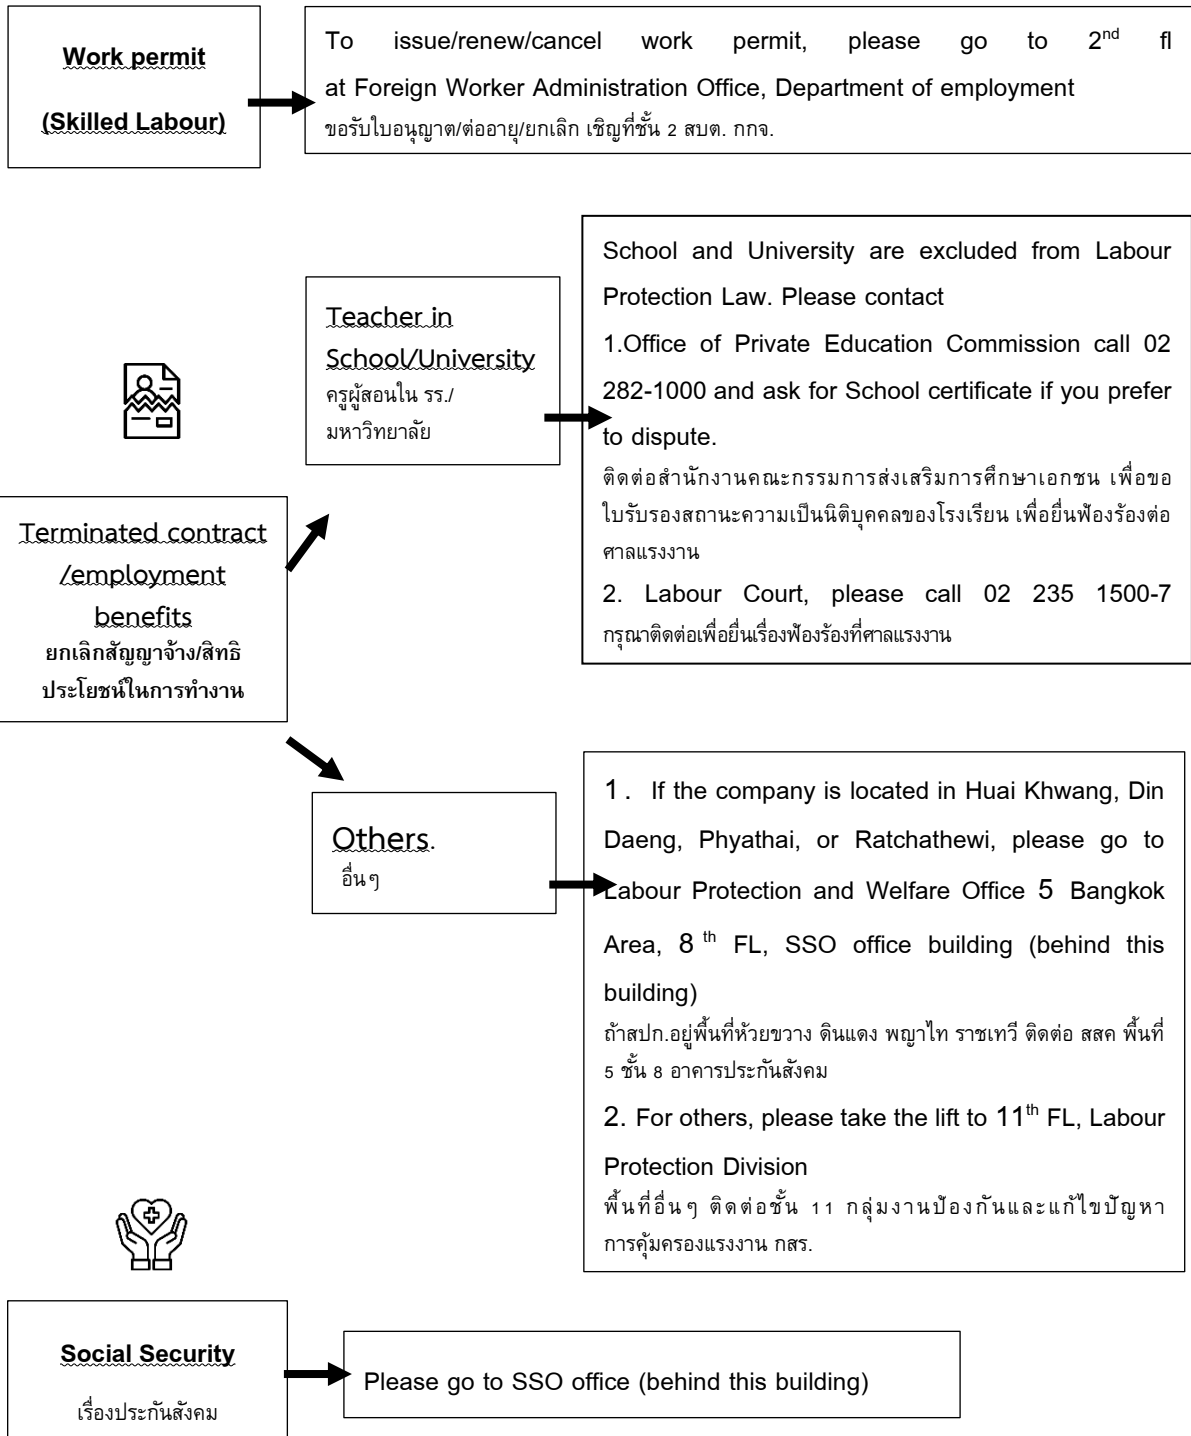 Work permit
(Skilled Labour)
To issue/renew/cancel work permit, please go to 2nd fl
at Foreign Worker Administration Office, Department of employment
ขอรับใบอนุญาต/ต่ออายุ/ยกเลิก เชิญที่ชั้น 2 สบต. กกจ.
Terminated contract
/employment
benefits
ยกเลิกสัญญาจ้าง/สิทธิ
ประโยชน์ในการทำงาน
Teacher in
School/University
ครูผู้สอนใน รร./
มหาวิทยาลัย
School and University are excluded from Labour
Protection Law. Please contact
1.Office of Private Education Commission call 02
282-1000 and ask for School certificate if you prefer
to dispute.
ติดต่อสำนักงานคณะกรรมการส่งเสริมการศึกษาเอกชน เพื่อขอ
ใบรับรองสถานะความเป็นนิติบุคคลของโรงเรียน เพื่อยื่นฟ้องร้องต่อ
ศาลแรงงาน
2. Labour Court, please call 02 235 1500-7
กรุณาติดต่อเพื่อยื่นเรื่องฟ้องร้องที่ศาลแรงงาน
Others.
อื่นๆ
1. If the company is located in Huai Khwang, Din
Daeng, Phyathai, or Ratchathewi, please go to
Labour Protection and Welfare Office 5 Bangkok
Area, 8 th FL, SSO office building (behind this
building)
ถ้าสปก.อยู่พื้นที่ห้วยขวาง ดินแดง พญาไท ราชเทวี ติดต่อ สสค พื้นที่
5 ชั้น 8 อาคารประกันสังคม
2. For others, please take the lift to 11th FL, Labour
Protection Division
พื้นที่อื่นๆ ติดต่อชั้น 11 กลุ่มงานป้องกันและแก้ไขปัญหา
การคุ้มครองแรงงาน กสร.
Social Security
เรื่องประกันสังคม
Please go to SSO office (behind this building)